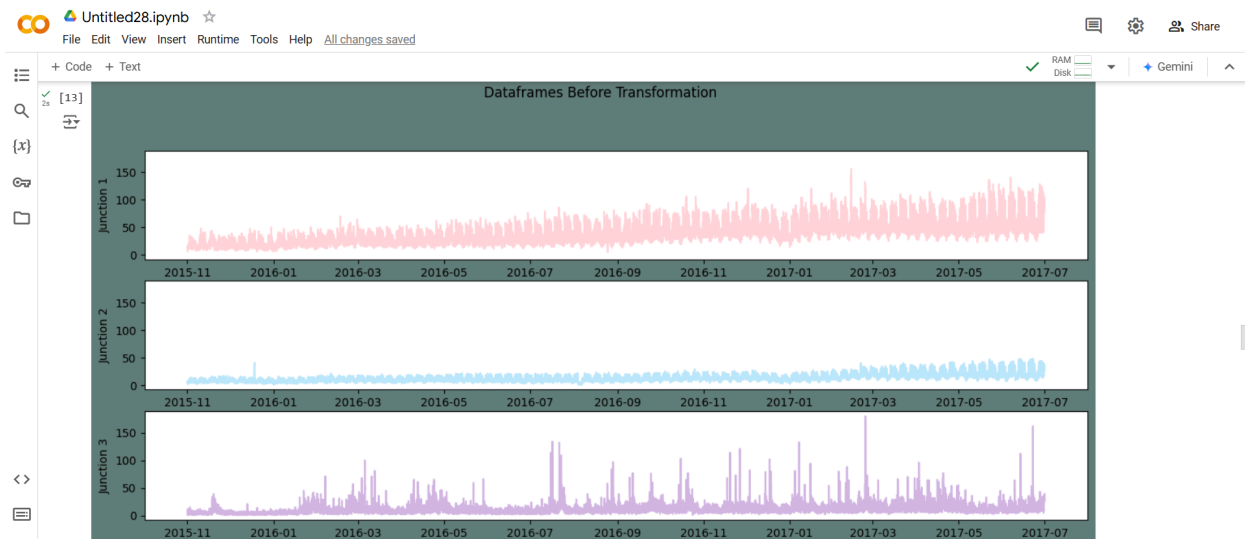 Untitled28.ipynb
File Edit View Insert Runtime Tools Help All changes saved
Share
+ Code + Text
RAM
Disk
Gemini
[13]
2s
{x}
Dataframes Before Transformation
Junction 1
150
100
50
0
2015-11 2016-01 2016-03 2016-05 2016-07 2016-09 2016-11 2017-01 2017-03 2017-05 2017-07
Junction 2
150
100
50
0
2015-11 2016-01 2016-03 2016-05 2016-07 2016-09 2016-11 2017-01 2017-03 2017-05 2017-07
Junction 3
150
100
50
0
2015-11 2016-01 2016-03 2016-05 2016-07 2016-09 2016-11 2017-01 2017-03 2017-05 2017-07